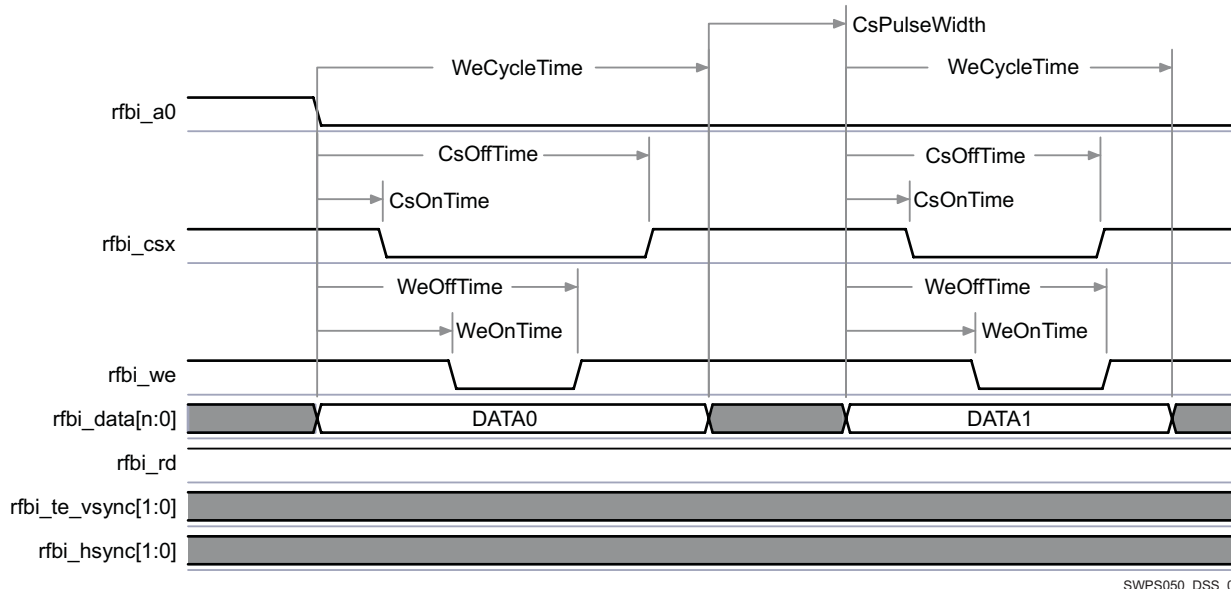 CsPulseWidth
WeCycleTime
WeCycleTime
rfbi_a0
CsOffTime
CsOffTime
CsOnTime
CsOnTime
rfbi_csx
WeOffTime
WeOffTime
WeOnTime
WeOnTime
rfbi_we
rfbi_data[n:0]
DATA0
DATA1
rfbi_rd
rfbi_te_vsync[1:0]
rfbi_hsync[1:0]
SWPS050_DSS_0